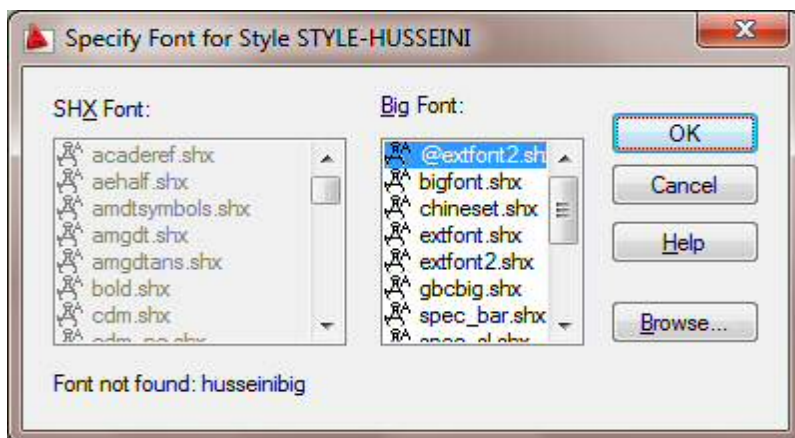 Specify Font for Style STYLE-HUSSEINI
SHX Font:
acaderef.shx
aehalf.shx
amdtsymbols.shx
amgdt.shx
amgdtans.shx
bold.shx
cdm.shx
Big Font:
@extfont2.sh
bigfont.shx
chineset.shx
extfont.shx
extfont2.shx
gbcbig.shx
spec_bar.shx
OK
Cancel
Help
Browse...
Font not found: husseinibig